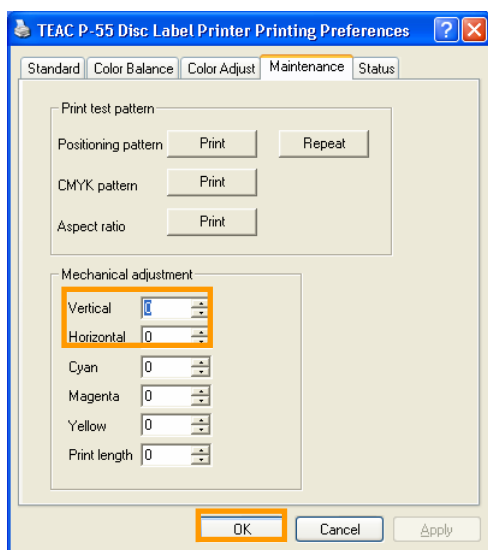 TEAC P-55 Disc Label Printer Printing Preferences
Standard Color Balance Color Adjust Maintenance Status
Print test pattern
Positioning pattern Print Repeat
CMYK pattern Print
Aspect ratio Print
Mechanical adjustment
Vertical 0
Horizontal 0
Cyan 0
Magenta 0
Yellow 0
Print length 0
OK Cancel Apply